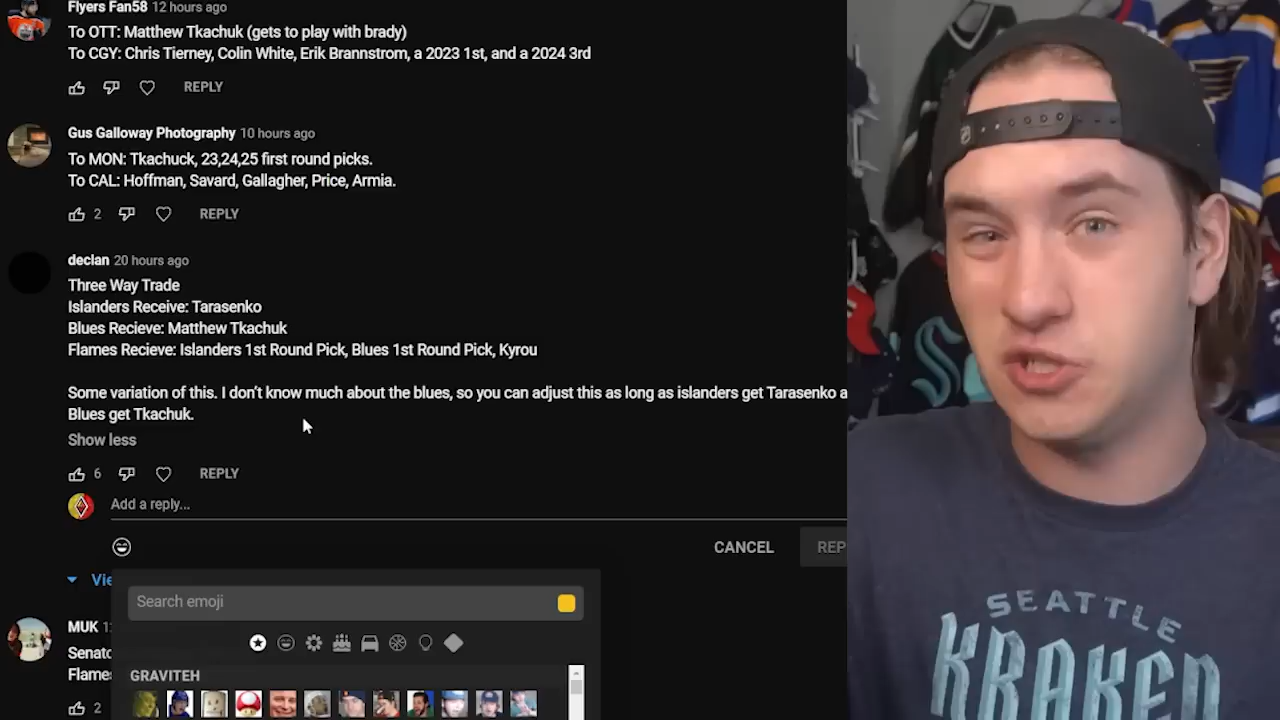 Flyers Fan58 12 hours ago
To OTT: Matthew Tkachuk (gets to play with brady)
To CGY: Chris Tierney, Colin White, Erik Brannstrom, a 2023 1st, and a 2024 3rd
REPLY
Gus Galloway Photography 10 hours ago
To MON: Tkachuck, 23,24,25 first round picks.
To CAL: Hoffman, Savard, Gallagher, Price, Armia.
2 REPLY
declan 20 hours ago
Three Way Trade
Islanders Receive: Tarasenko
Blues Recieve: Matthew Tkachuk
Flames Recieve: Islanders 1st Round Pick, Blues 1st Round Pick, Kyrou
Some variation of this. I don't know much about the blues, so you can adjust this as long as islanders get Tarasenko a
Blues get Tkachuk.
Show less
6 REPLY
Add a reply...
CANCEL REP
Vie
Search emoji
MUK 1
Senato
Flames
GRAVITEH
2
SEATTLE
KRAKEN